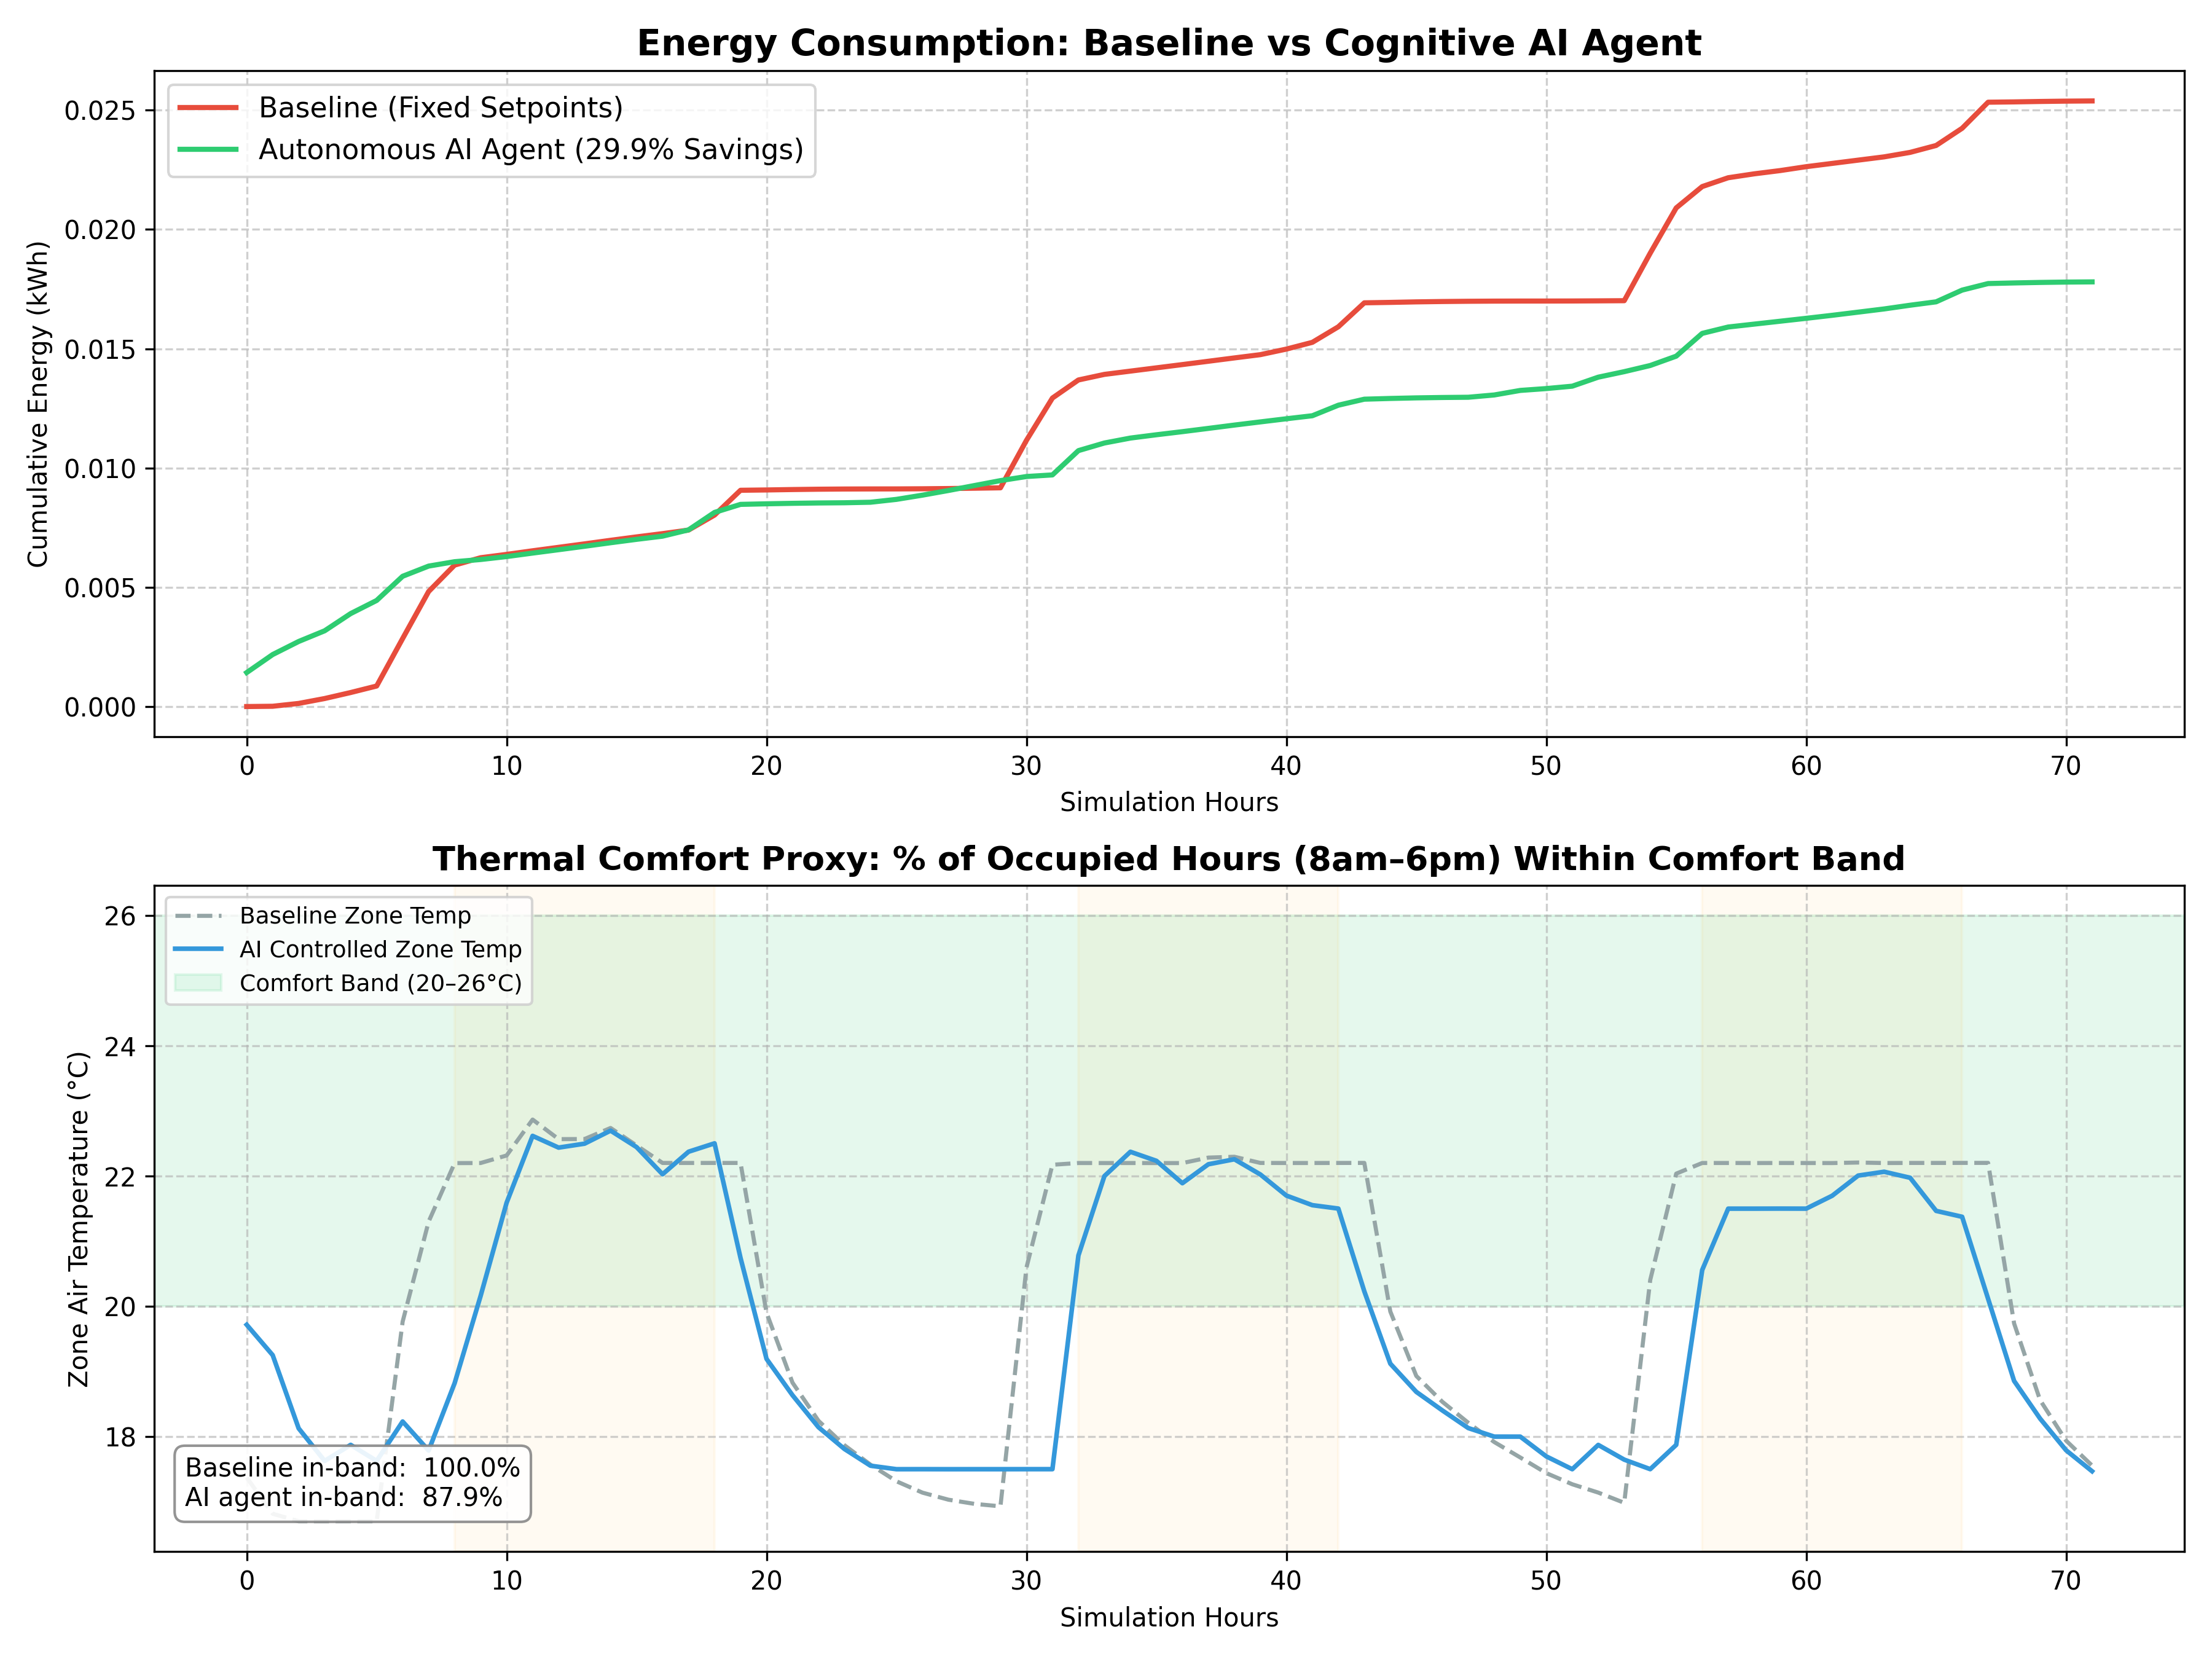 Energy Consumption: Baseline vs Cognitive AI Agent
Baseline (Fixed Setpoints)
Autonomous AI Agent (29.9% Savings)
Cumulative Energy (kWh)
0.025
0.020
0.015
0.010
0.005
0.000
0 10 20 30 40 50 60 70
Simulation Hours
Thermal Comfort Proxy: % of Occupied Hours (8am–6pm) Within Comfort Band
Baseline Zone Temp
AI Controlled Zone Temp
Comfort Band (20–26°C)
Zone Air Temperature (°C)
26
24
22
20
18
Baseline in-band: 100.0%
AI agent in-band: 87.9%
0 10 20 30 40 50 60 70
Simulation Hours